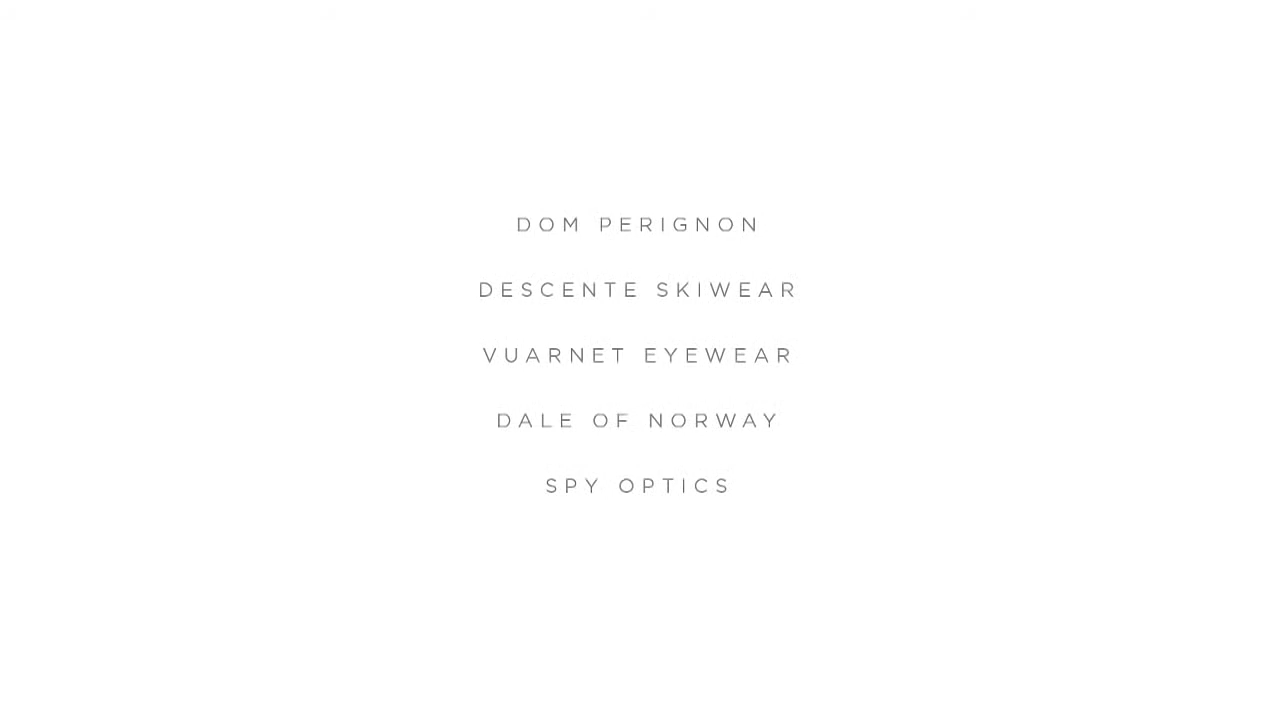 DOM PERIGNON
DESCENTE SKIWEAR
VUARNET EYEWEAR
DALE OF NORWAY
SPY OPTICS